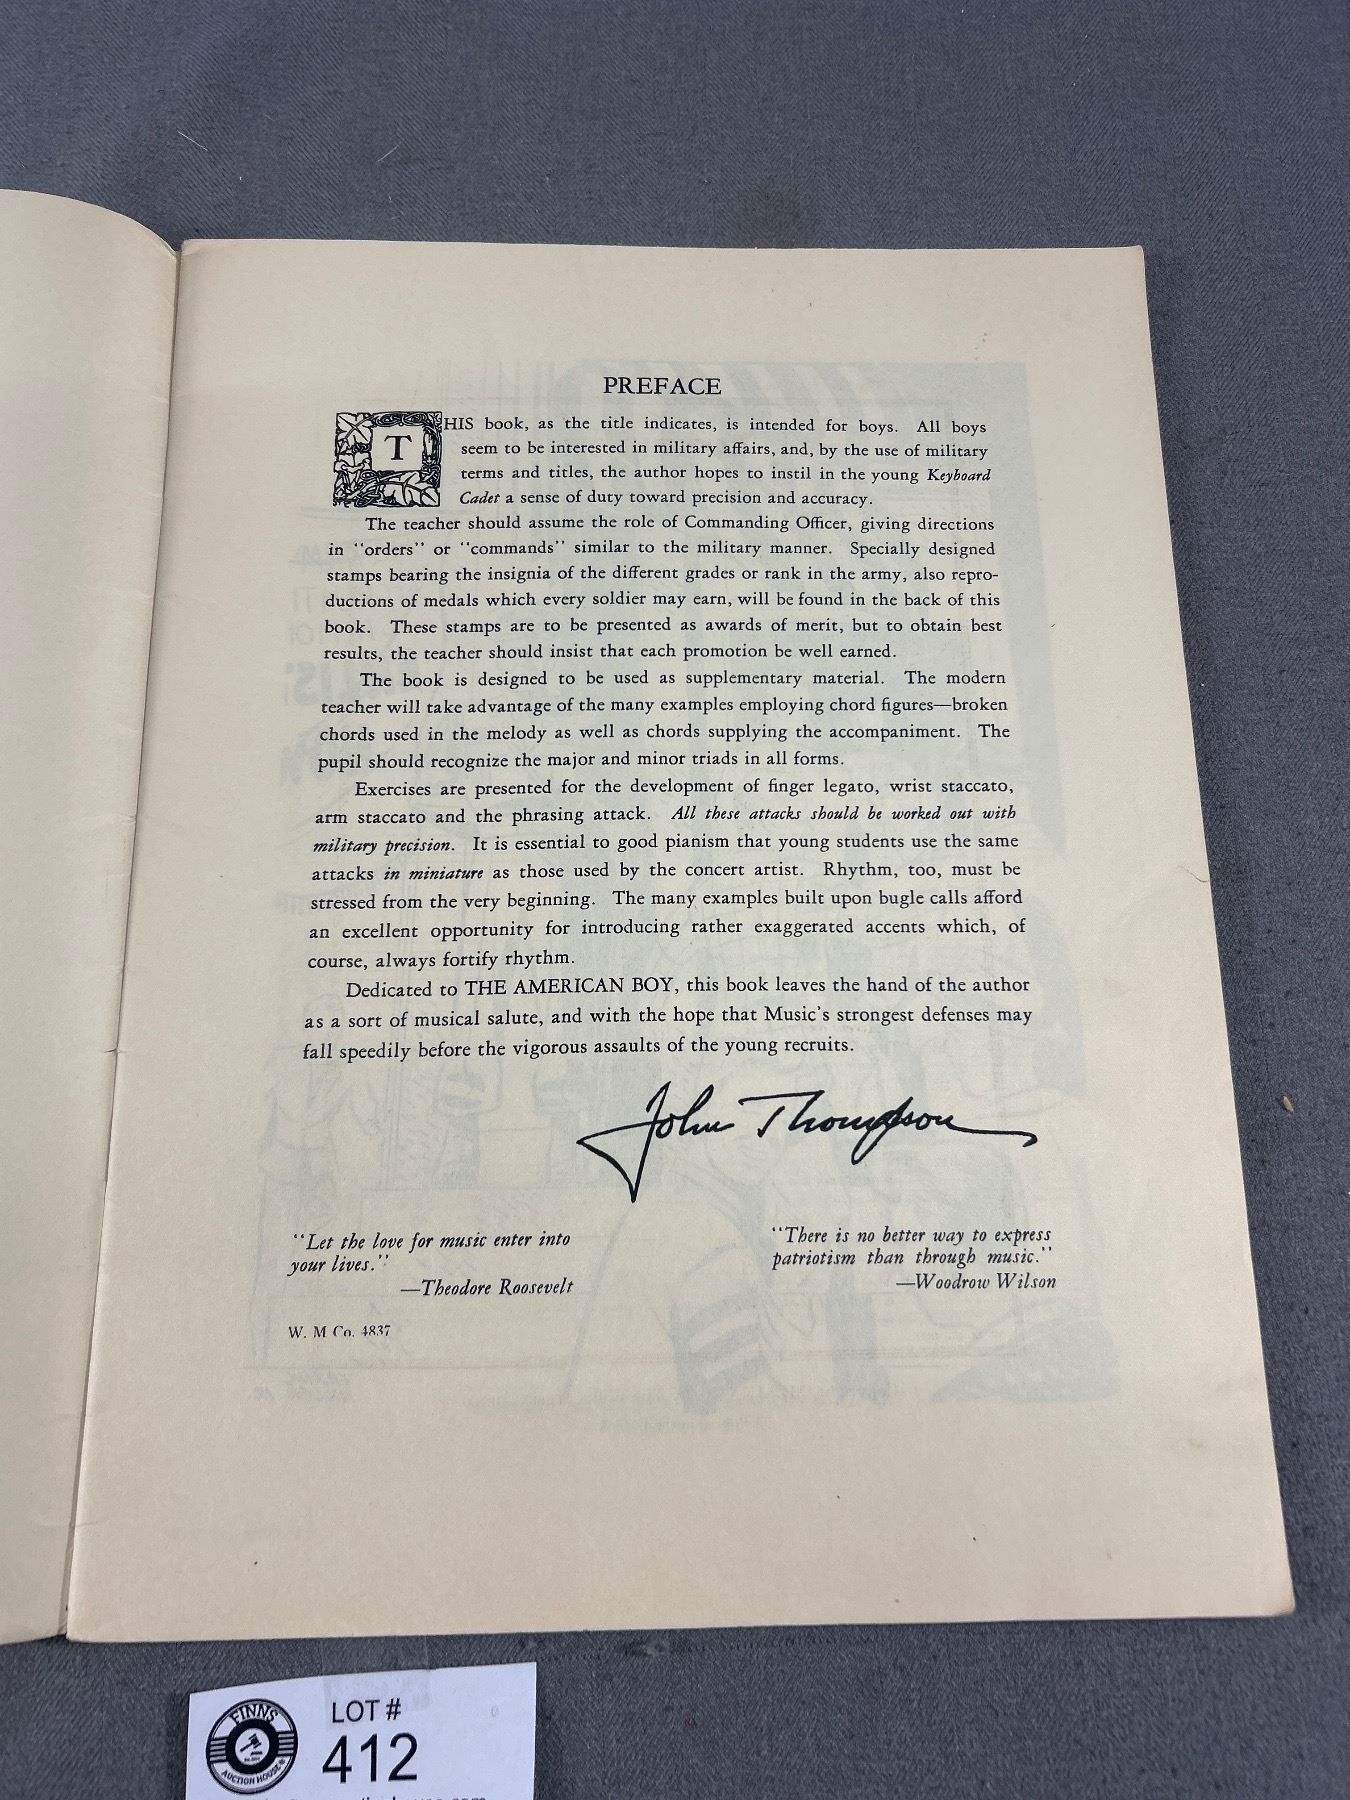 PREFACE
THIS book, as the title indicates, is intended for boys. All boys
seem to be interested in military affairs, and, by the use of military
terms and titles, the author hopes to instil in the young Keyboard
Cadet a sense of duty toward precision and accuracy.
The teacher should assume the role of Commanding Officer, giving directions
in "orders" or "commands" similar to the military manner. Specially designed
stamps bearing the insignia of the different grades or rank in the army, also repro-
ductions of medals which every soldier may earn, will be found in the back of this
book. These stamps are to be presented as awards of merit, but to obtain best
results, the teacher should insist that each promotion be well earned.
The book is designed to be used as supplementary material. The modern
teacher will take advantage of the many examples employing chord figures—broken
chords used in the melody as well as chords supplying the accompaniment. The
pupil should recognize the major and minor triads in all forms.
Exercises are presented for the development of finger legato, wrist staccato,
arm staccato and the phrasing attack. All these attacks should be worked out with
military precision. It is essential to good pianism that young students use the same
attacks in miniature as those used by the concert artist. Rhythm, too, must be
stressed from the very beginning. The many examples built upon bugle calls afford
an excellent opportunity for introducing rather exaggerated accents which, of
course, always fortify rhythm.
Dedicated to THE AMERICAN BOY, this book leaves the hand of the author
as a sort of musical salute, and with the hope that Music's strongest defenses may
fall speedily before the vigorous assaults of the young recruits.
John Thompson
"Let the love for music enter into
your lives."
—Theodore Roosevelt
"There is no better way to express
patriotism than through music."
—Woodrow Wilson
W. M Co. 4837
FINNS
AUCTION HOUSE
LOT #
412